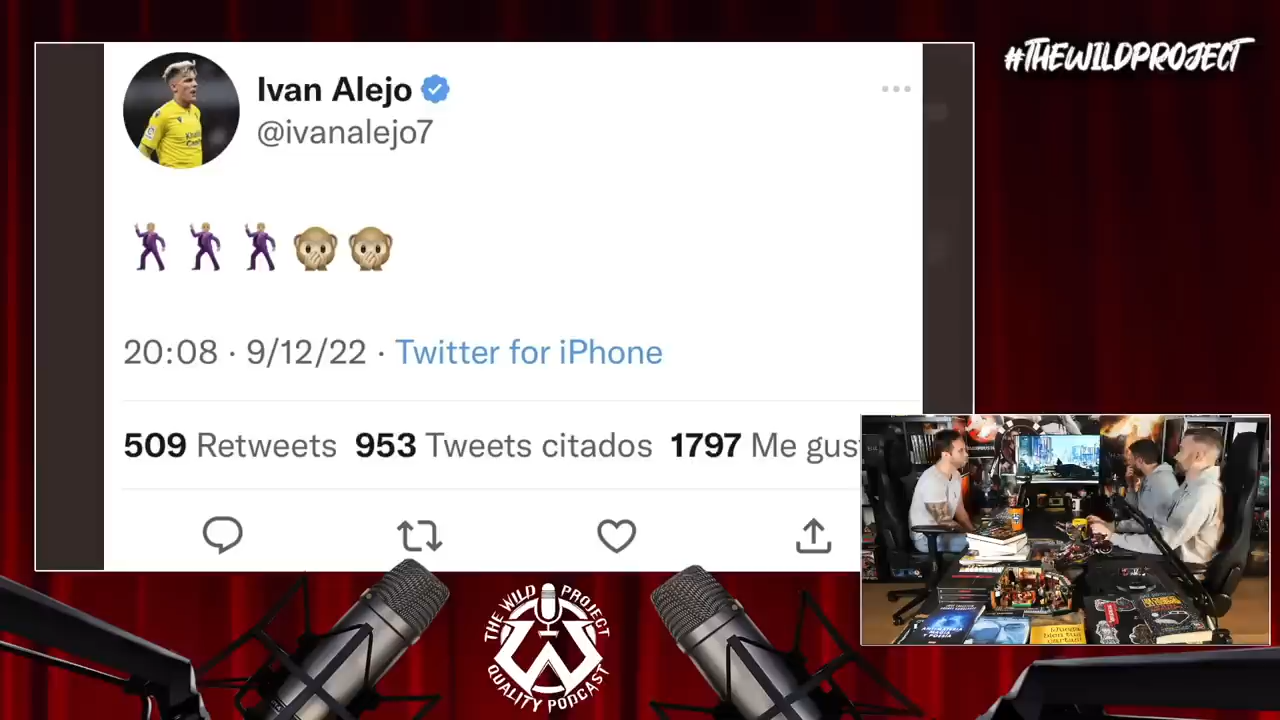 #THEWILDPROJECT
Ivan Alejo
@ivanalejo7
20:08 · 9/12/22 · Twitter for iPhone
509 Retweets 953 Tweets citados 1797 Me gus
THE WILD PROJECT
QUALITY PODCAST